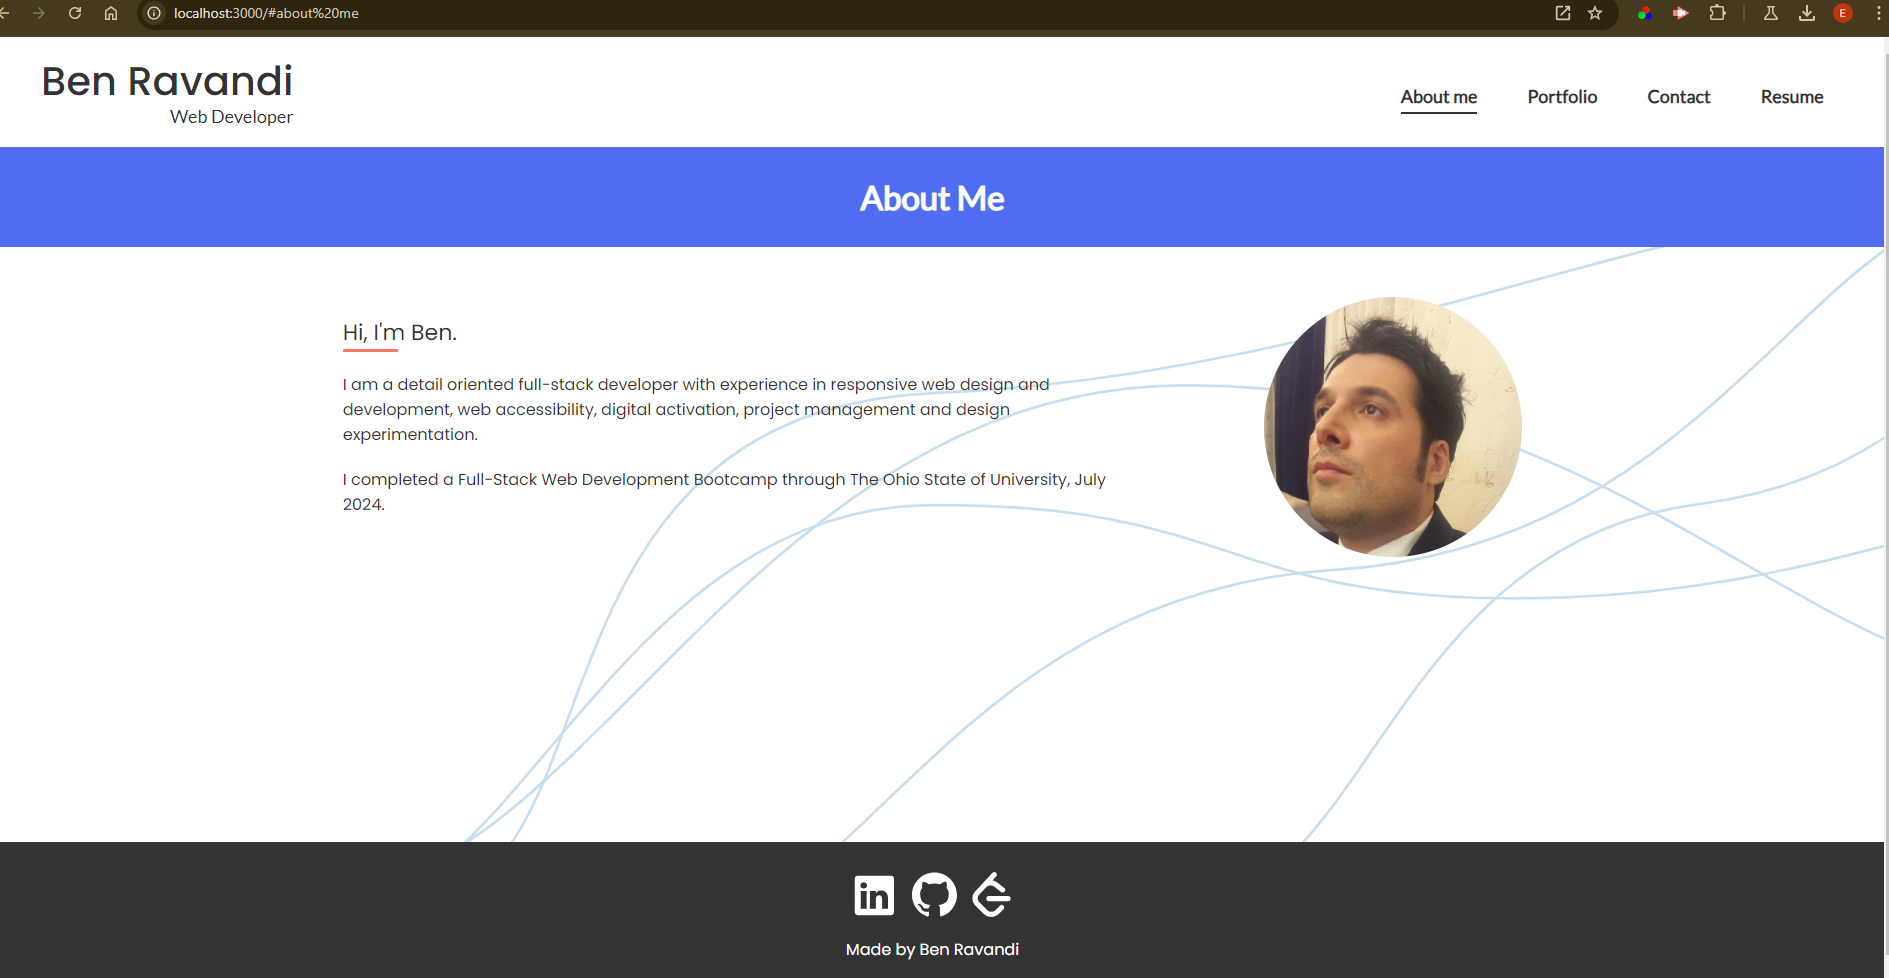 localhost:3000/#about%20me
E
Ben Ravandi
Web Developer
About me
Portfolio
Contact
Resume
About Me
Hi, I'm Ben.
I am a detail oriented full-stack developer with experience in responsive web design and
development, web accessibility, digital activation, project management and design
experimentation.
I completed a Full-Stack Web Development Bootcamp through The Ohio State of University, July
2024.
in
Made by Ben Ravandi